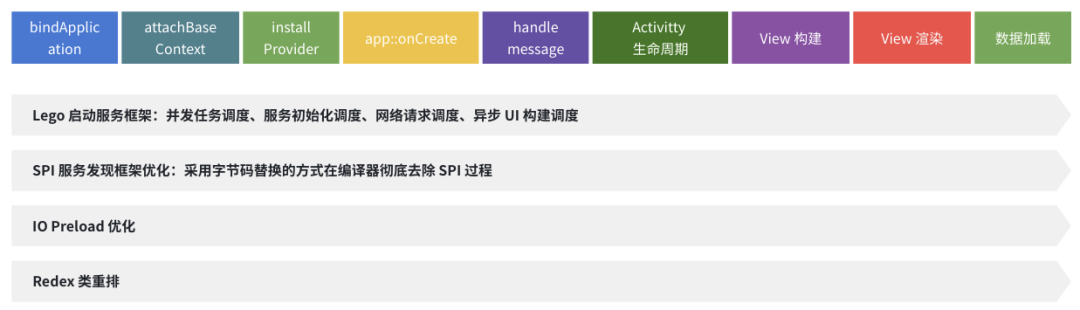 bindApplic
ation
attachBase
Context
install
Provider
app::onCreate
handle
message
Activitty
生命周期
View 构建
View 渲染
数据加载
Lego 启动服务框架：并发任务调度、服务初始化调度、网络请求调度、异步 UI 构建调度
SPI 服务发现框架优化：采用字节码替换的方式在编译器彻底去除 SPI 过程
IO Preload 优化
Redex 类重排